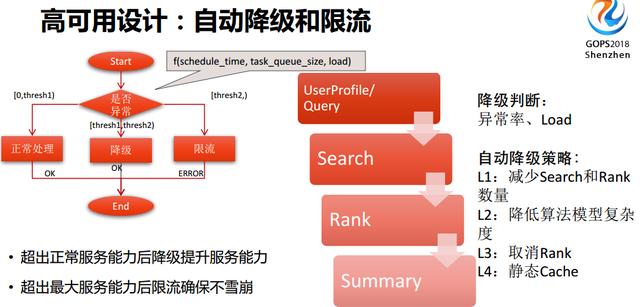 高可用设计：自动降级和限流
GOPS2018
Shenzhen
Start
f(schedule_time, task_queue_size, load)
[0,thresh1)
是否
异常
[thresh2,)
[thresh1,thresh2)
正常处理
降级
限流
OK
OK
ERROR
End
UserProfile/
Query
Search
Rank
Summary
降级判断：
异常率、Load
自动降级策略：
L1：减少Search和Rank
数量
L2：降低算法模型复杂
度
L3：取消Rank
L4：静态Cache
• 超出正常服务能力后降级提升服务能力
• 超出最大服务能力后限流确保不雪崩